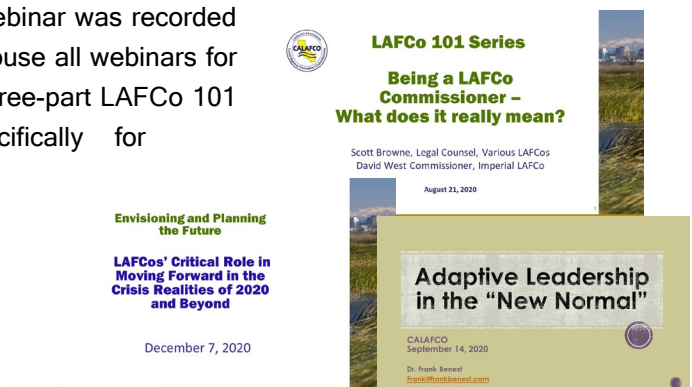 ebinar was recorded
ouse all webinars for
ree-part LAFCo 101
cifically for
CALAFCO
LAFCo 101 Series
Being a LAFCo
Commissioner –
What does it really mean?
Scott Browne, Legal Counsel, Various LAFCos
David West Commissioner, Imperial LAFCo
August 21, 2020
1
Envisioning and Planning
the Future
LAFCos' Critical Role in
Moving Forward in the
Crisis Realities of 2020
and Beyond
December 7, 2020
Adaptive Leadership
in the “New Normal”
CALAFCO
September 14, 2020
Dr. Frank Benest
Frank@frankbenest.com